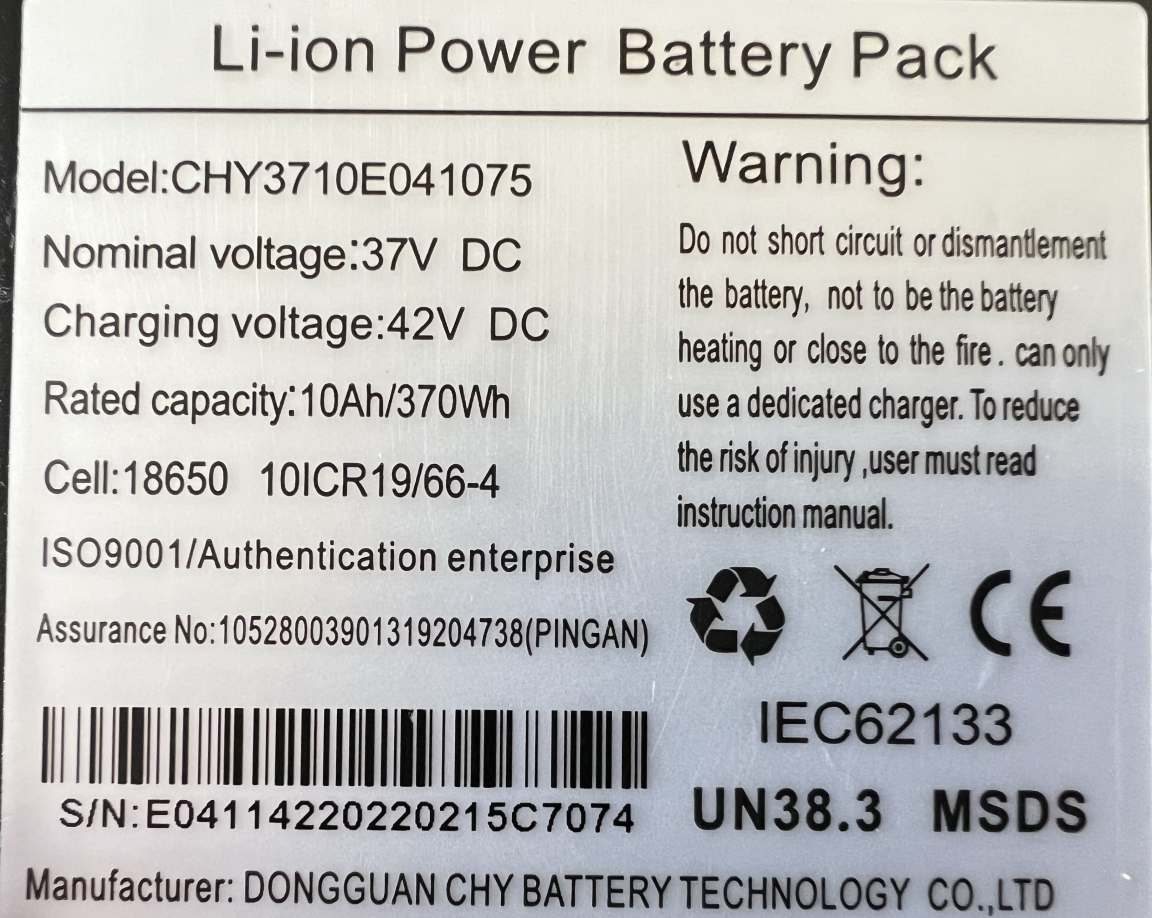 Li-ion Power Battery Pack
Model:CHY3710E041075
Nominal voltage:37V DC
Charging voltage:42V DC
Rated capacity:10Ah/370Wh
Cell:18650 10ICR19/66-4
ISO9001/Authentication enterprise
Assurance No:10528003901319204738(PINGAN)
S/N:E04114220220215C7074
Warning:
Do not short circuit or dismantlement
the battery, not to be the battery
heating or close to the fire . can only
use a dedicated charger. To reduce
the risk of injury ,user must read
instruction manual.
CE
IEC62133
UN38.3 MSDS
Manufacturer: DONGGUAN CHY BATTERY TECHNOLOGY CO.,LTD